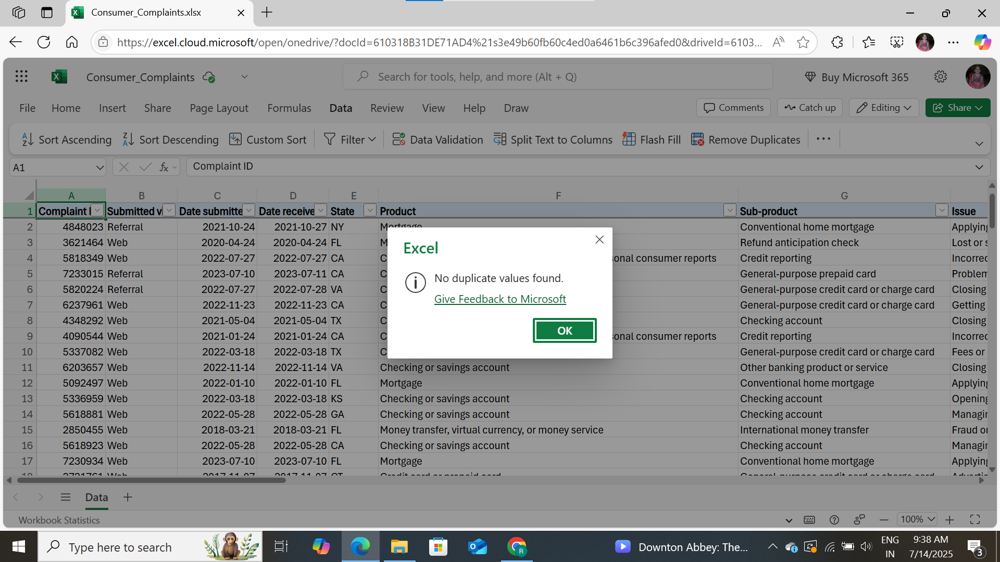 Consumer_Complaints.xlsx
https://excel.cloud.microsoft/open/onedrive/?docId=610318B31DE71AD4%21s3e49b60fb60c4ed0a6461b6c396afed0&driveId=6103...
Consumer_Complaints
Search for tools, help, and more (Alt + Q)
Buy Microsoft 365
File Home Insert Share Page Layout Formulas Data Review View Help Draw Comments Catch up Editing Share
Sort Ascending Sort Descending Custom Sort Filter Data Validation Split Text to Columns Flash Fill Remove Duplicates ...
A1 fx Complaint ID
A B C D E F G
1 Complaint Submitted vi Date submitte Date receive State Product Sub-product Issue
2 4848023 Referral 2021-10-24 2021-10-27 NY Mortgage Conventional home mortgage Applying
3 3621464 Web 2020-04-24 2020-04-24 FL M Refund anticipation check Lost or s
4 5818349 Web 2022-07-27 2022-07-27 CA C sonal consumer reports Credit reporting Incorrec
5 7233015 Referral 2023-07-10 2023-07-11 CA C General-purpose prepaid card Problem
6 5820224 Referral 2022-07-27 2022-07-28 VA C General-purpose credit card or charge card Closing
7 6237961 Web 2022-11-23 2022-11-23 CA C General-purpose credit card or charge card Getting
8 4348292 Web 2021-05-04 2021-05-04 TX C Checking account Closing
9 4090544 Web 2021-01-24 2021-01-24 CA C sonal consumer reports Credit reporting Incorrec
10 5337082 Web 2022-03-18 2022-03-18 TX C General-purpose credit card or charge card Fees or
11 6203657 Web 2022-11-14 2022-11-14 VA Checking or savings account Other banking product or service Closing
12 5092497 Web 2022-01-10 2022-01-10 FL Mortgage Conventional home mortgage Applying
13 5336959 Web 2022-03-18 2022-03-18 KS Checking or savings account Checking account Opening
14 5618881 Web 2022-05-28 2022-05-28 GA Checking or savings account Checking account Managin
15 2850455 Web 2018-03-21 2018-03-21 FL Money transfer, virtual currency, or money service International money transfer Fraud or
16 5618923 Web 2022-05-28 2022-05-28 CA Checking or savings account Checking account Managin
17 7230934 Web 2023-07-10 2023-07-10 FL Mortgage Conventional home mortgage Applying
Excel
No duplicate values found.
Give Feedback to Microsoft
OK
Data
Workbook Statistics
100%
Type here to search
Downton Abbey: The...
ENG
IN
9:38 AM
7/14/2025
3